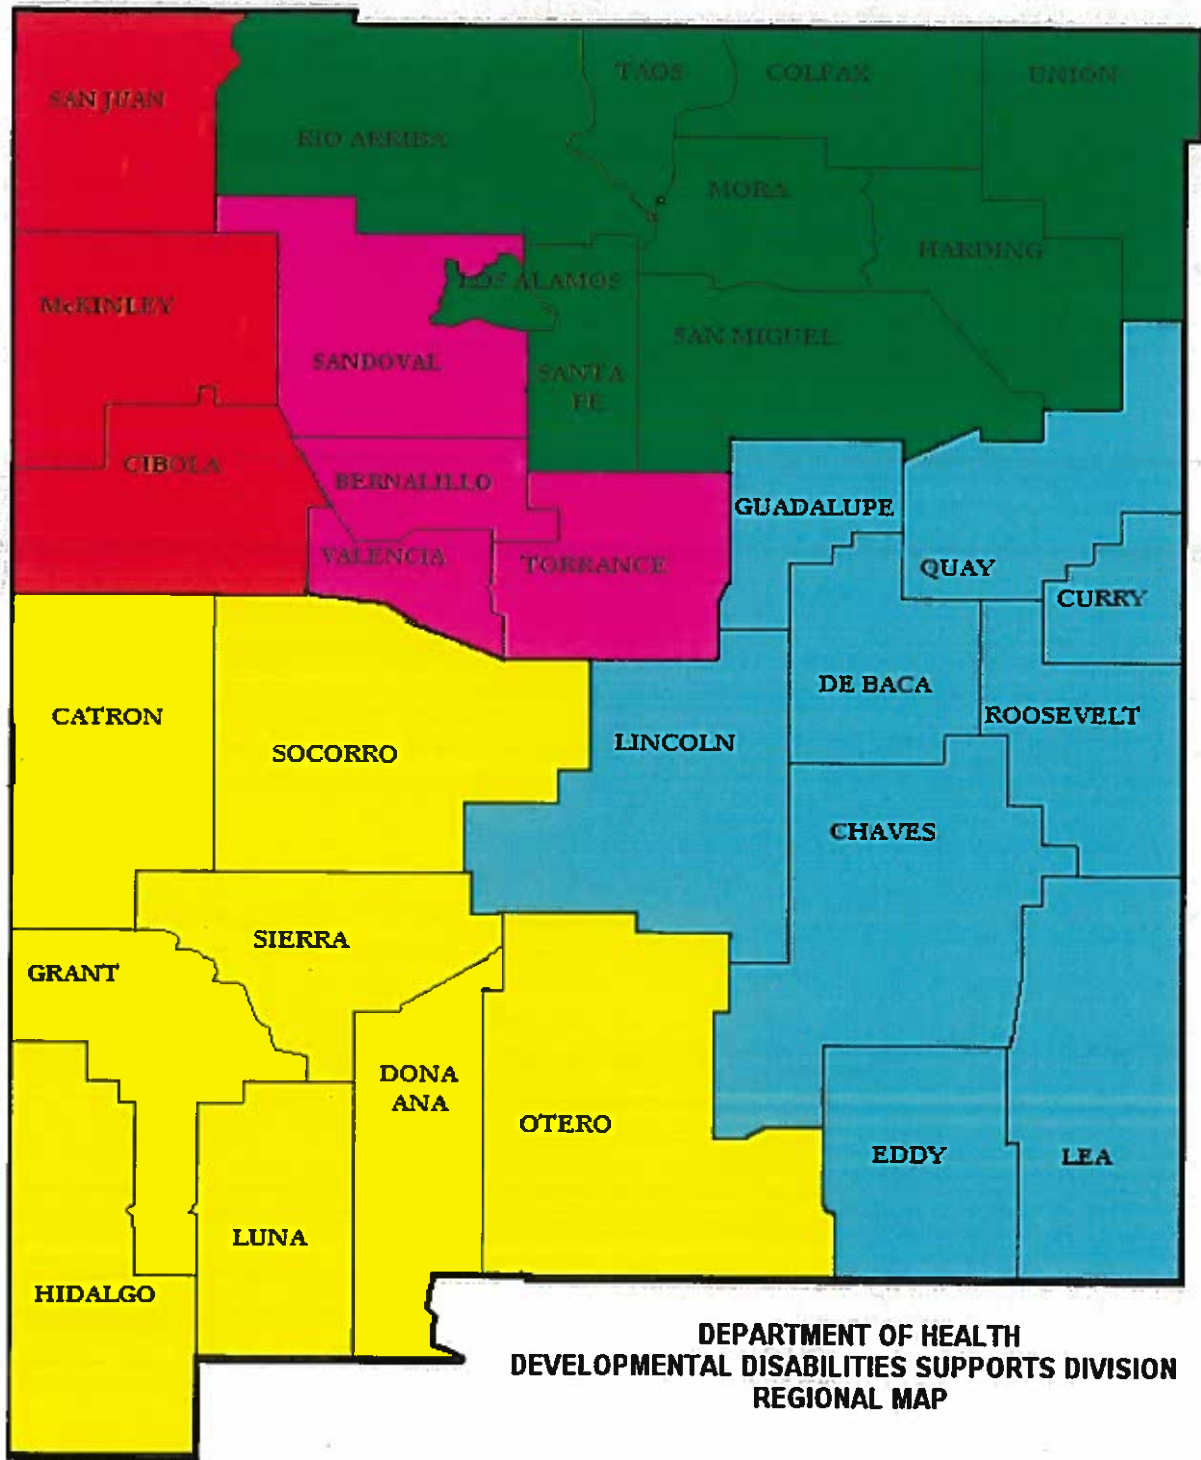 TAOS
COLFAX
UNION
SAN JUAN
RIO ARRIBA
MORA
HARDING
LOS ALAMOS
McKINLEY
SAN MIGUEL
SANDOVAL
SANTA
FE
CIBOLA
BERNALILLO
GUADALUPE
VALENCIA
TORRANCE
QUAY
CURRY
DE BACA
CATRON
ROOSEVELT
SOCORRO
LINCOLN
CHAVES
SIERRA
GRANT
DONA
ANA
OTERO
EDDY
LEA
LUNA
HIDALGO
DEPARTMENT OF HEALTH
DEVELOPMENTAL DISABILITIES SUPPORTS DIVISION
REGIONAL MAP